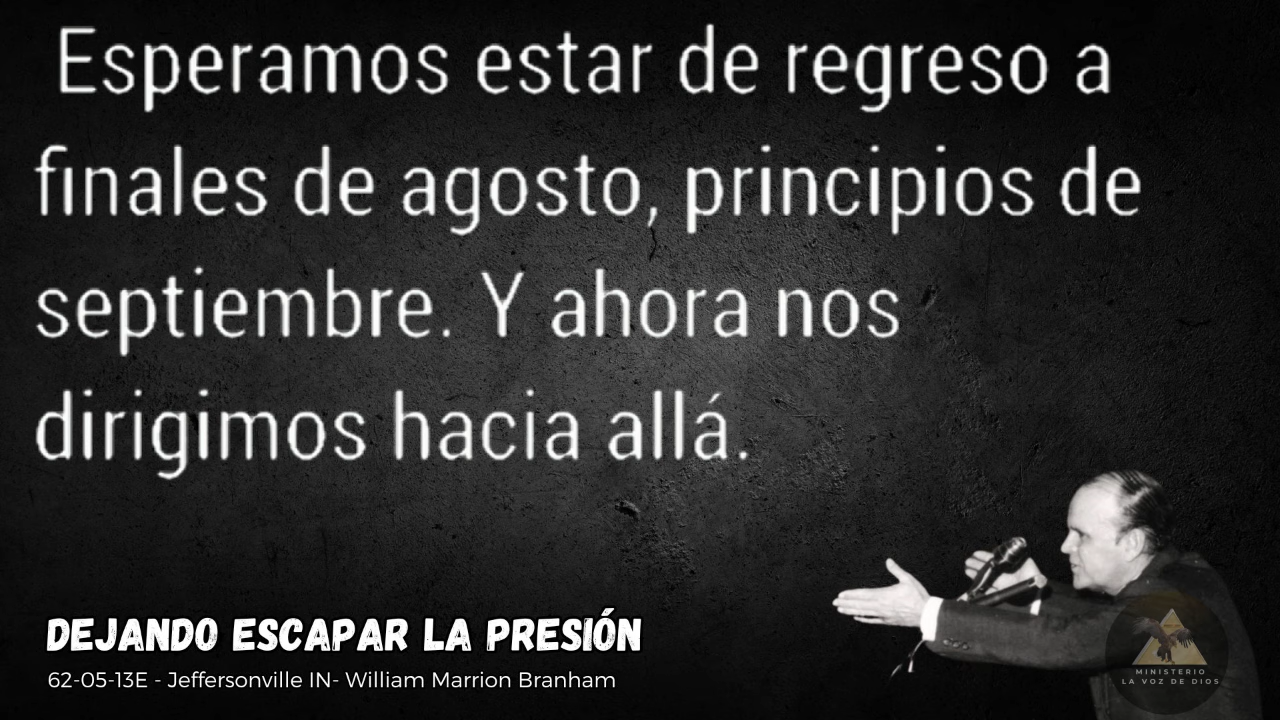 Esperamos estar de regreso a
finales de agosto, principios de
septiembre. Y ahora nos
dirigimos hacia allá.
DEJANDO ESCAPAR LA PRESIÓN
62-05-13E - Jeffersonville IN- William Marrion Branham
MINISTERIO
LA VOZ DE DIOS